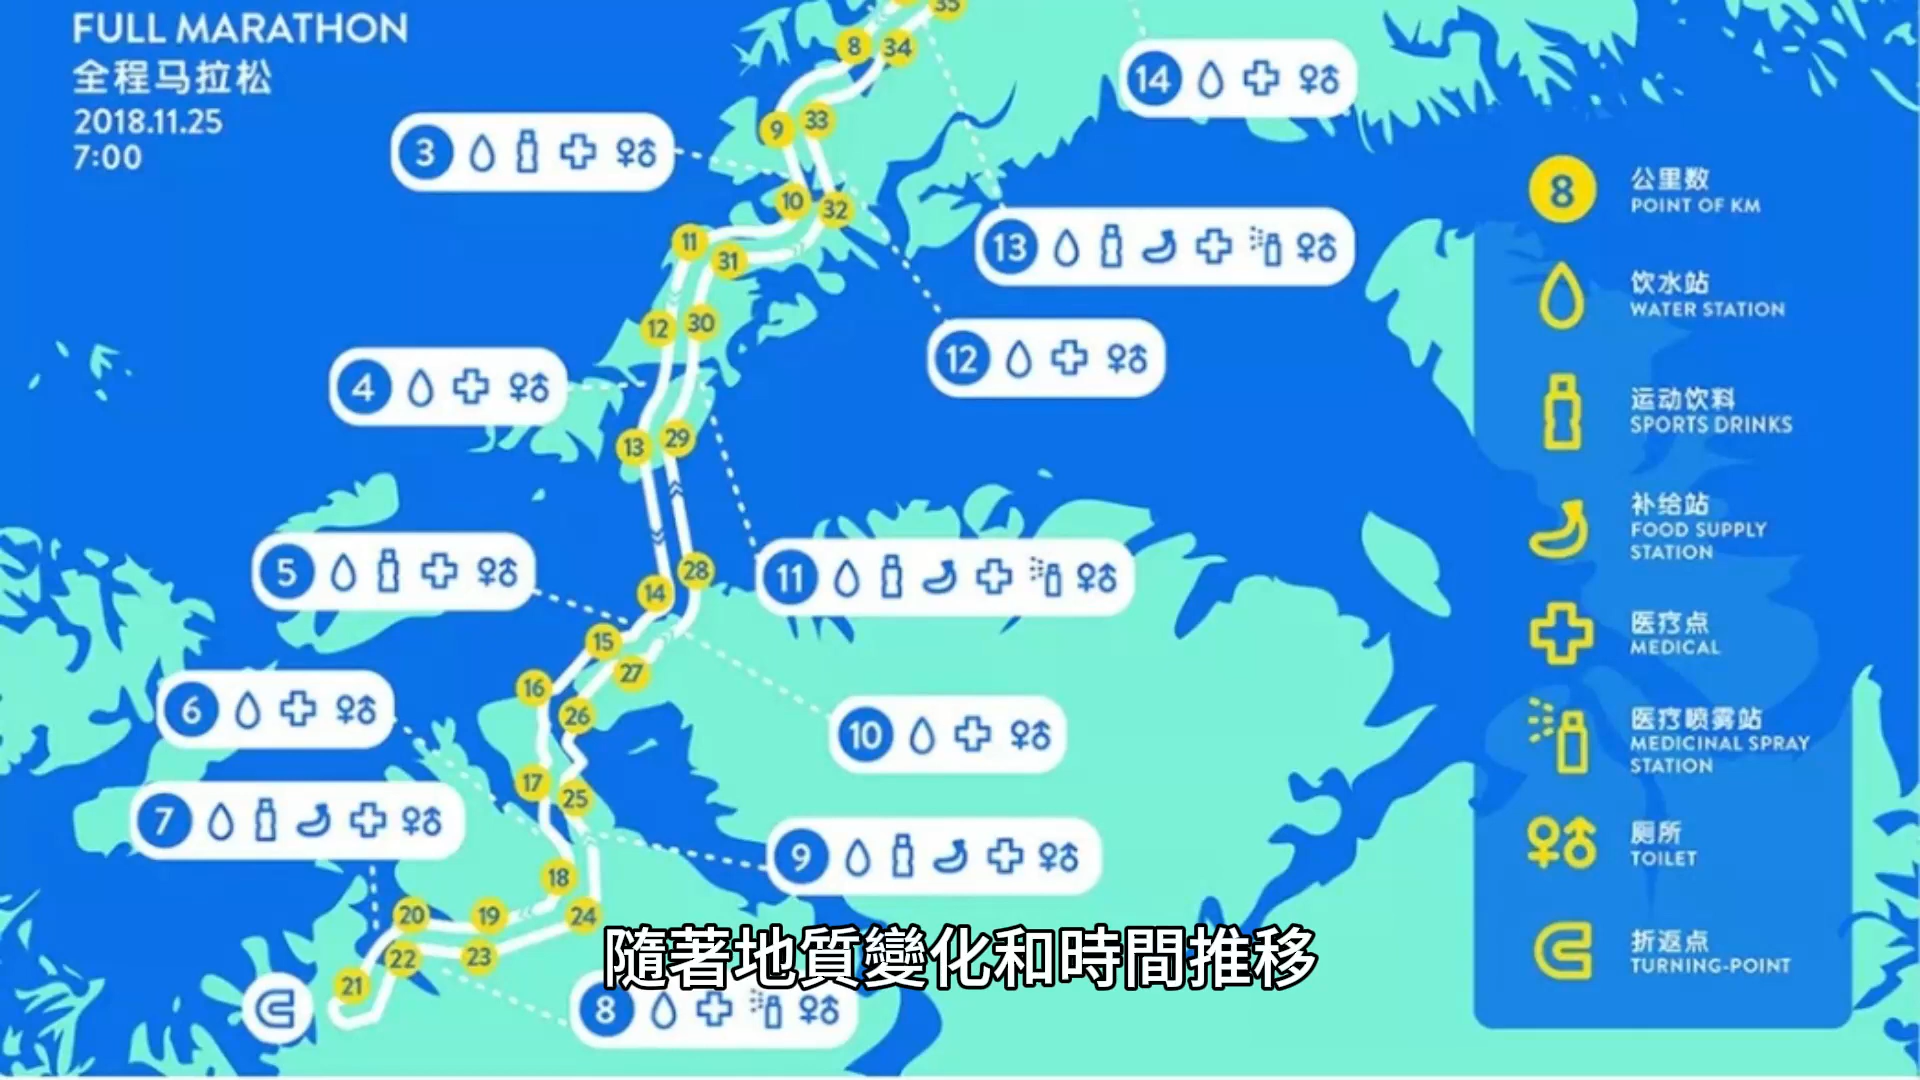 FULL MARATHON
全程马拉松
2018.11.25
7:00
35
8
34
14
9
33
3
10
32
11
31
13
12
30
12
4
13
29
5
14
28
11
15
27
16
26
6
10
17
25
7
9
18
20
19
24
22
23
21
8
8
公里数
POINT OF KM
饮水站
WATER STATION
运动饮料
SPORTS DRINKS
补给站
FOOD SUPPLY
STATION
医疗点
MEDICAL
医疗喷雾站
MEDICINAL SPRAY
STATION
厕所
TOILET
折返点
TURNING-POINT
隨著地質變化和時間推移